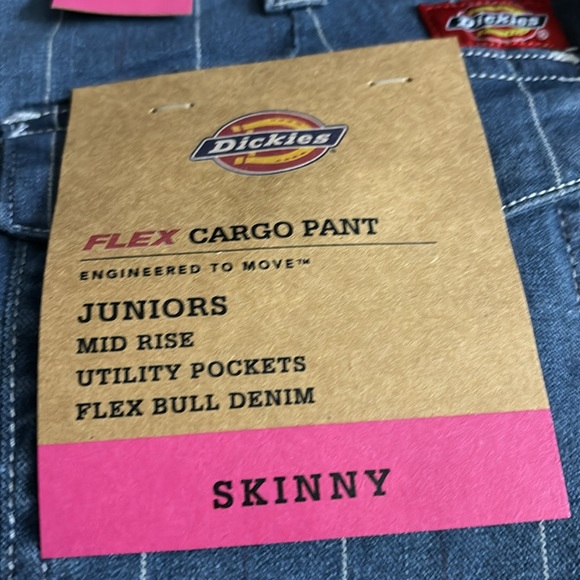 Dickies
Dickies
FLEX CARGO PANT
ENGINEERED TO MOVE™
JUNIORS
MID RISE
UTILITY POCKETS
FLEX BULL DENIM
SKINNY